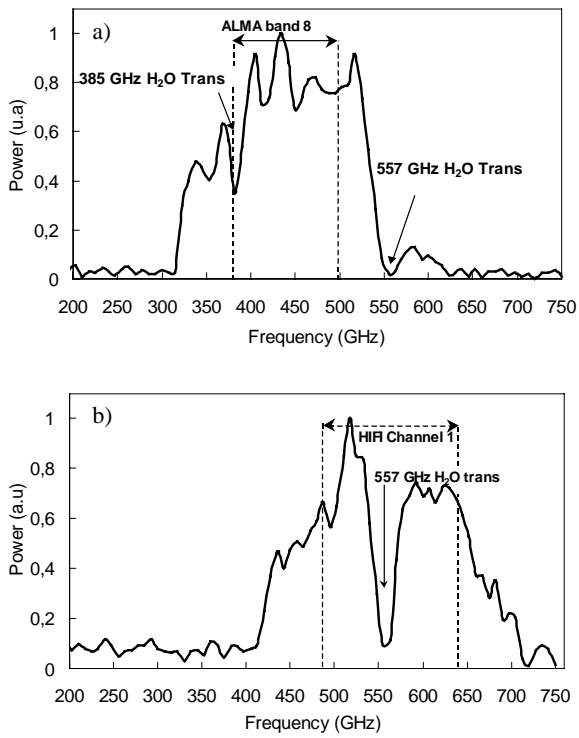 a)
ALMA band 8
385 GHz H₂O Trans
557 GHz H₂O Trans
Power (u.a)
1
0,8
0,6
0,4
0,2
0
200 250 300 350 400 450 500 550 600 650 700 750
Frequency (GHz)
b)
HIFI Channel 1
557 GHz H₂O trans
Power (a.u)
1
0,8
0,6
0,4
0,2
0
200 250 300 350 400 450 500 550 600 650 700 750
Frequency (GHz)